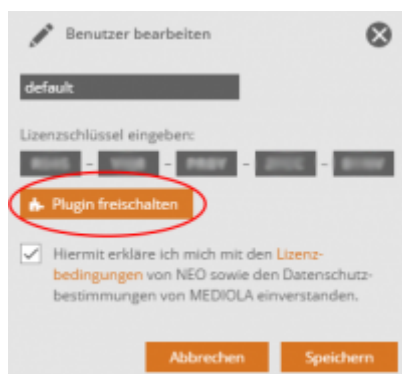 Benutzer bearbeiten
default
Lizenzschlüssel eingeben:
- - - -
Plugin freischalten
Hiermit erkläre ich mich mit den Lizenz-
bedingungen von NEO sowie den Datenschutz-
bestimmungen von MEDIOLA einverstanden.
Abbrechen Speichern